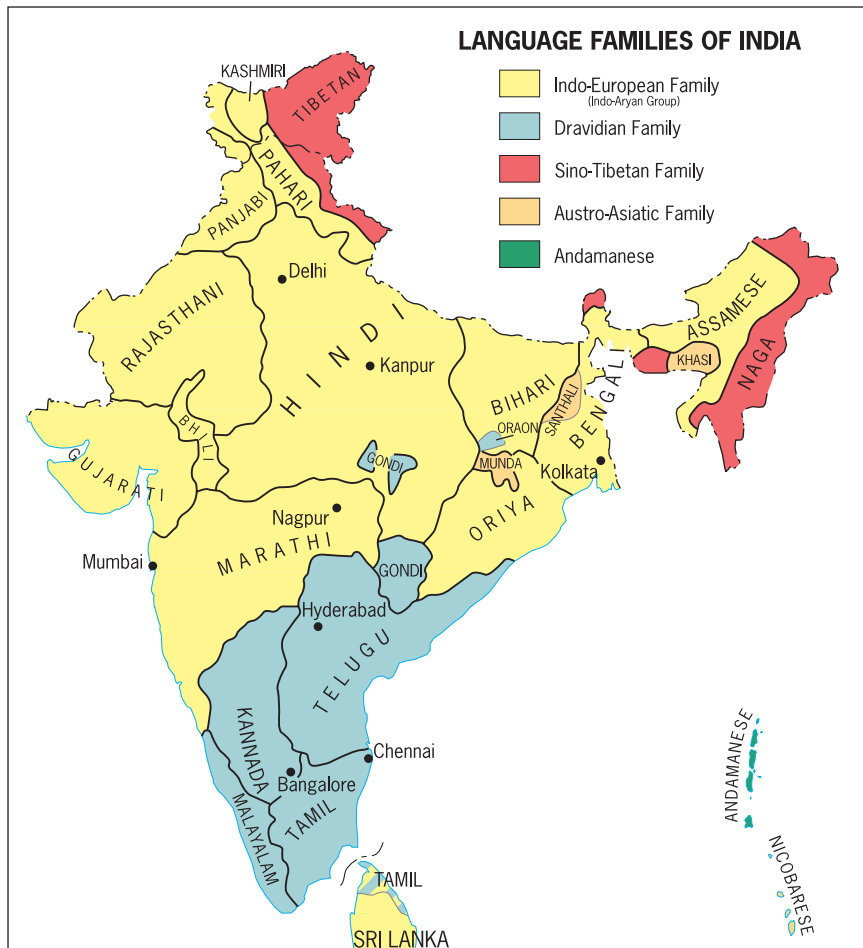 LANGUAGE FAMILIES OF INDIA
Indo-European Family
(Indo-Aryan Group)
Dravidian Family
Sino-Tibetan Family
Austro-Asiatic Family
Andamanese
KASHMIRI
TIBETAN
PAHARI
PANJABI
Delhi
RAJASTHANI
HINDI
Kanpur
ASSAMESE
NAGA
KHASI
BIHARI
SANTHALI
BENGALI
ORAON
MUNDA
Kolkata
BHILI
GUJARATI
GONDI
ORIYA
Nagpur
MARATHI
Mumbai
GONDI
Hyderabad
TELUGU
KANNADA
Chennai
Bangalore
TAMIL
MALAYALAM
ANDAMANESE
NICOBARESE
TAMIL
SRI LANKA